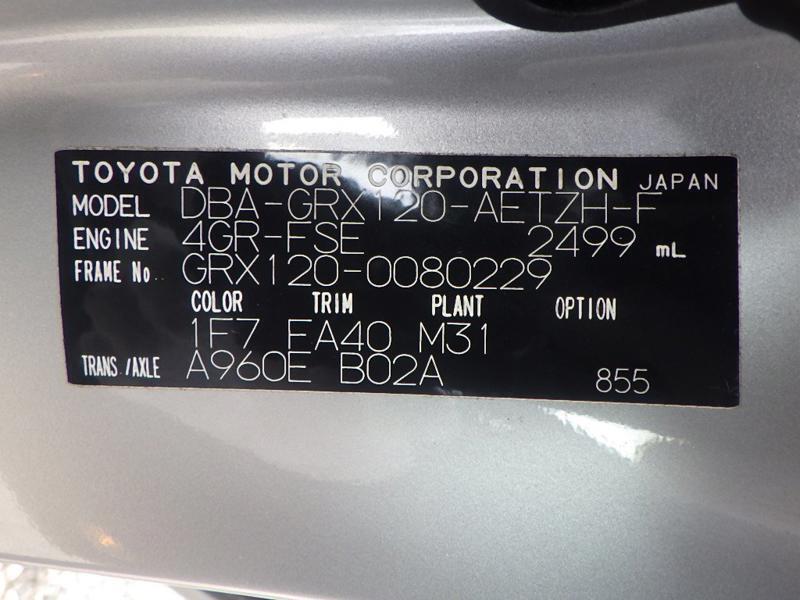 TOYOTA MOTOR CORPORATION JAPAN
MODEL DBA-GRX120-AETZH-F
ENGINE 4GR-FSE 2499 mL
FRAME No. GRX120-0080229
COLOR TRIM PLANT OPTION
1F7 FA40 M31
TRANS./AXLE A960E B02A 855